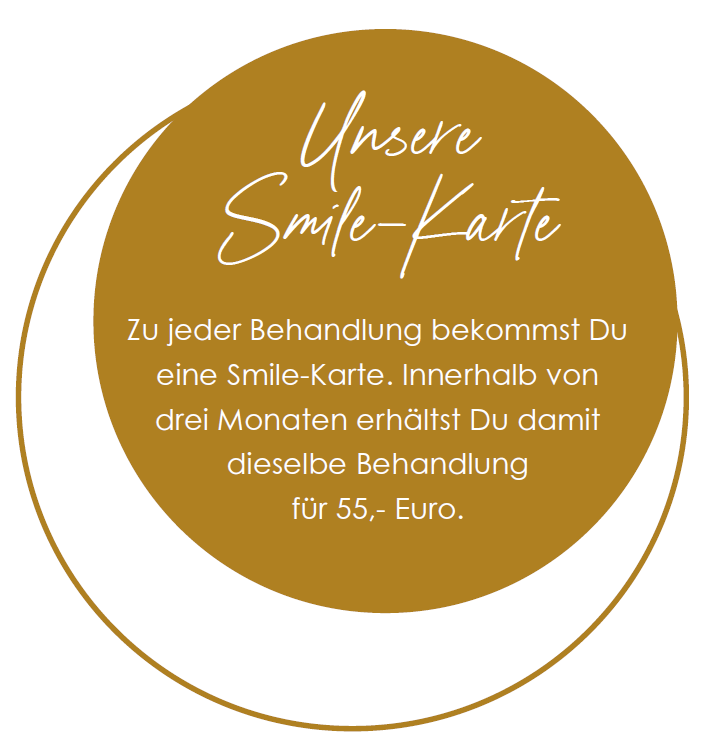 Unsere
Smile-Karte
Zu jeder Behandlung bekommst Du
eine Smile-Karte. Innerhalb von
drei Monaten erhältst Du damit
dieselbe Behandlung
für 55,- Euro.